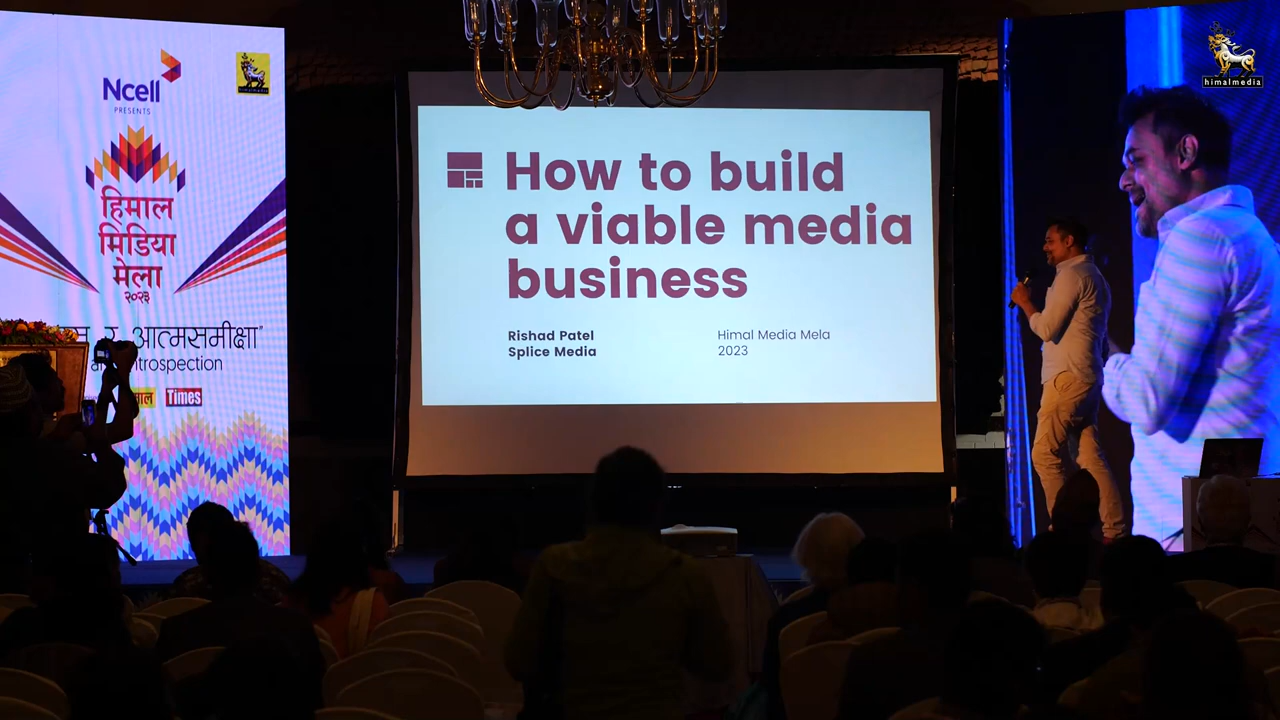 Ncell
PRESENTS
himalmedia
हिमाल
मिडिया
मेला
२०२३
र आत्मसमीक्षा"
Times
How to build
a viable media
business
Rishad Patel
Splice Media
Himal Media Mela
2023
himalmedia